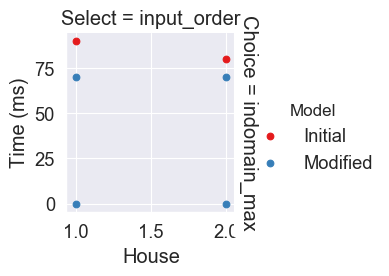 Select = input_order
Choice = indomain_max
Time (ms)
75
50
25
0
1.0
1.5
2.0
House
Model
Initial
Modified